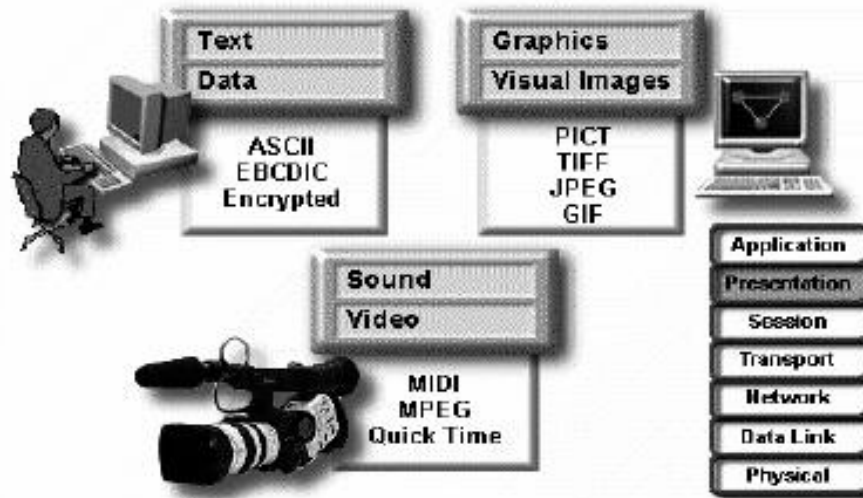 Text
Data
ASCII
EBCDIC
Encrypted
Graphics
Visual Images
PICT
TIFF
JPEG
GIF
Sound
Video
MIDI
MPEG
Quick Time
Application
Presentation
Session
Transport
Network
Data Link
Physical